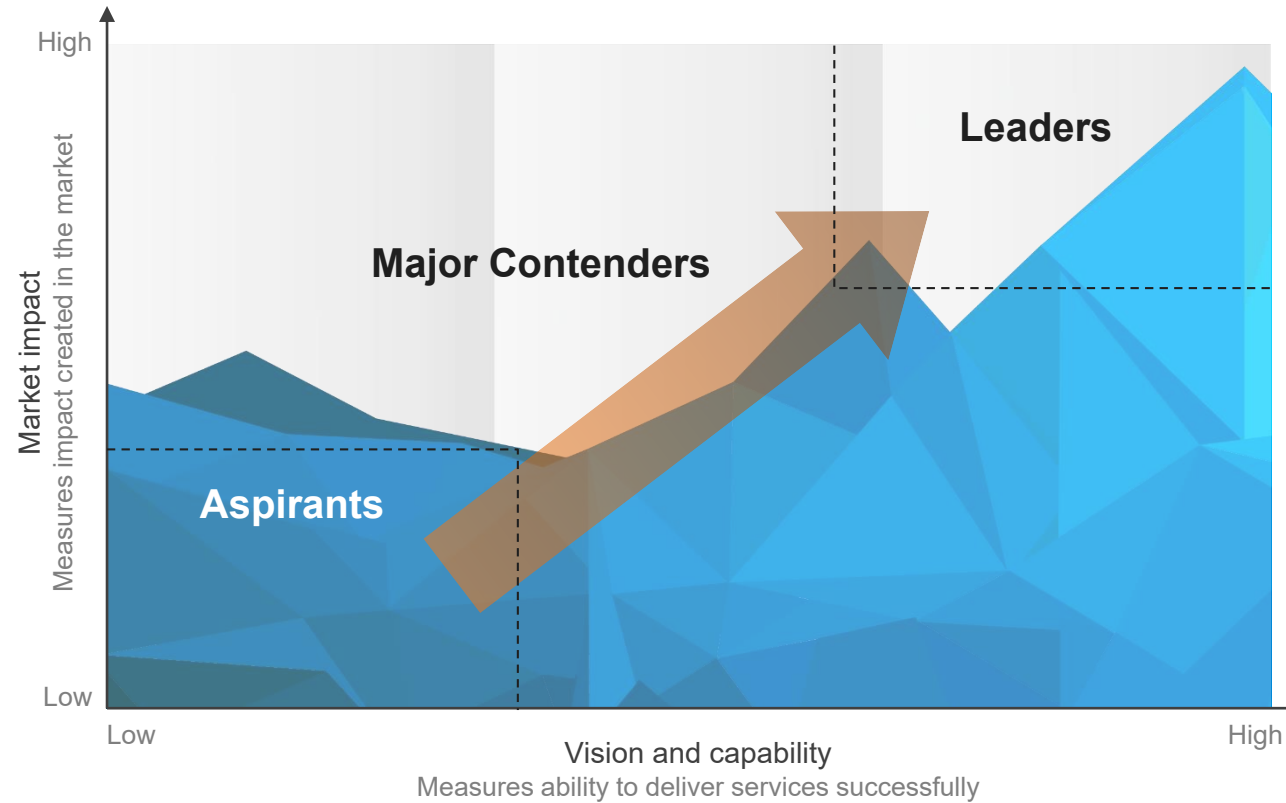 High
Leaders
Major Contenders
Market impact
Measures impact created in the market
Aspirants
Low
Low
High
Vision and capability
Measures ability to deliver services successfully